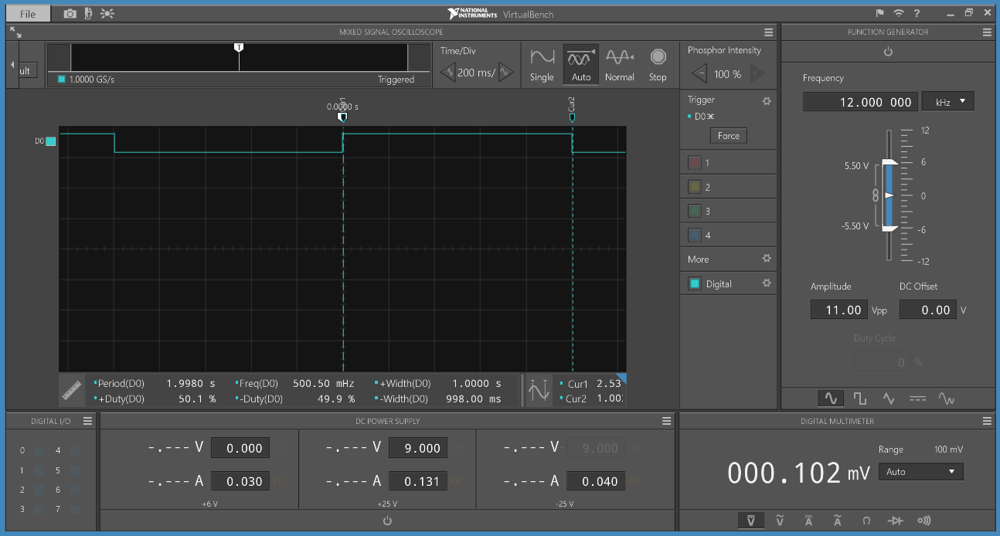 File
NATIONAL INSTRUMENTS VirtualBench
?
MIXED SIGNAL OSCILLOSCOPE
ult
T
1.0000 GS/s
Triggered
Time/Div
200 ms/
Single
Auto
Normal
Stop
Phosphor Intensity
100 %
0.0000 s
Cur2
D0
Trigger
D0
Force
1
2
3
4
More
Digital
Period(D0) 1.9980 s
Freq(D0) 500.50 mHz
+Width(D0) 1.0000 s
+Duty(D0) 50.1 %
-Duty(D0) 49.9 %
-Width(D0) 998.00 ms
Cur1 2.53
Cur2 1.00
FUNCTION GENERATOR
Frequency
12.000 000 kHz
12
6
0
-6
-12
5.50 V
-5.50 V
Amplitude
11.00 Vpp
DC Offset
0.00 V
Duty Cycle
0 %
DIGITAL I/O
0 4
1 5
2 6
3 7
DC POWER SUPPLY
-.--- V 0.000 CV
-.--- A 0.030 CC
+6 V
-.--- V 9.000 CV
-.--- A 0.131 CC
+25 V
-.--- V 9.000 CV
-.--- A 0.040 CC
-25 V
DIGITAL MULTIMETER
000.102 mV
Range 100 mV
Auto
V
V
A
A
Ω